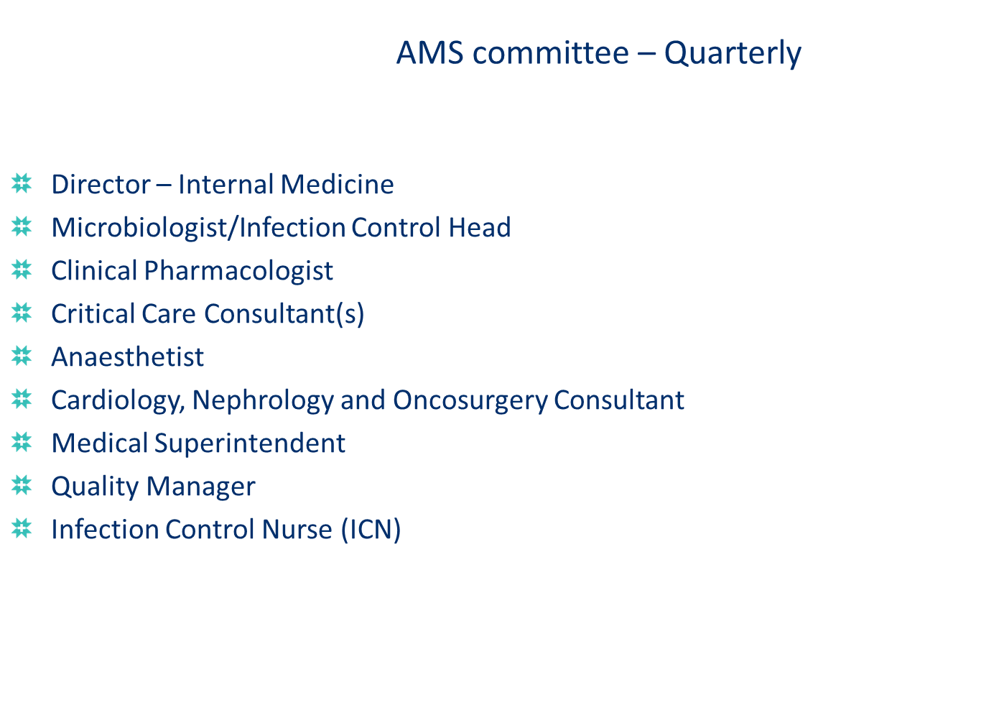 AMS committee – Quarterly
Director – Internal Medicine
Microbiologist/Infection Control Head
Clinical Pharmacologist
Critical Care Consultant(s)
Anaesthetist
Cardiology, Nephrology and Oncosurgery Consultant
Medical Superintendent
Quality Manager
Infection Control Nurse (ICN)